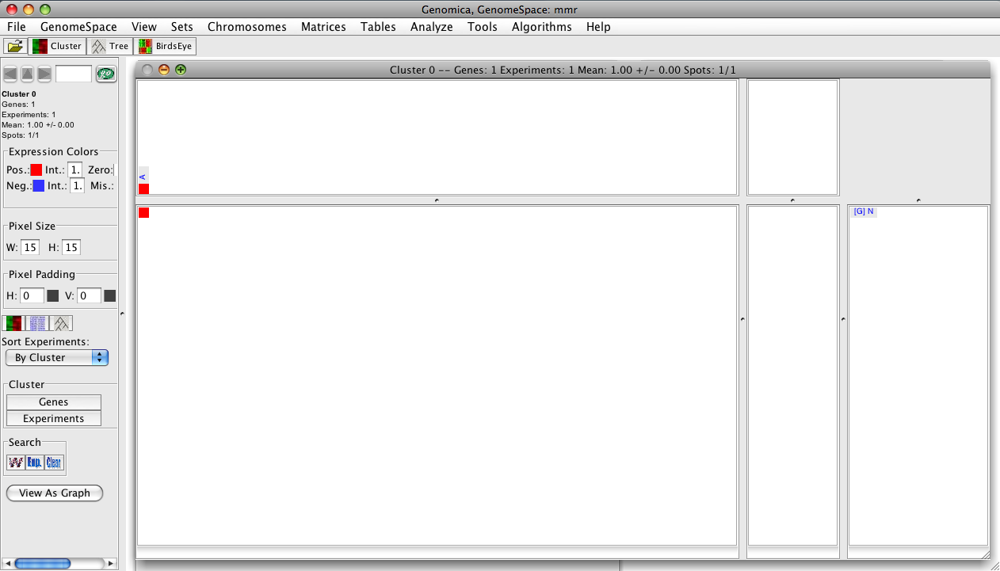 Genomica, GenomeSpace: mmr
File GenomeSpace View Sets Chromosomes Matrices Tables Analyze Tools Algorithms Help
Cluster Tree BirdsEye
go
Cluster 0 -- Genes: 1 Experiments: 1 Mean: 1.00 +/- 0.00 Spots: 1/1
Cluster 0
Genes: 1
Experiments: 1
Mean: 1.00 +/- 0.00
Spots: 1/1
Expression Colors
Pos.: Int.: 1. Zero:
Neg.: Int.: 1. Mis.:
Pixel Size
W: 15 H: 15
Pixel Padding
H: 0 V: 0
Sort Experiments:
By Cluster
Cluster
Genes
Experiments
Search
W Exp. Clear
View As Graph
A
[G] N